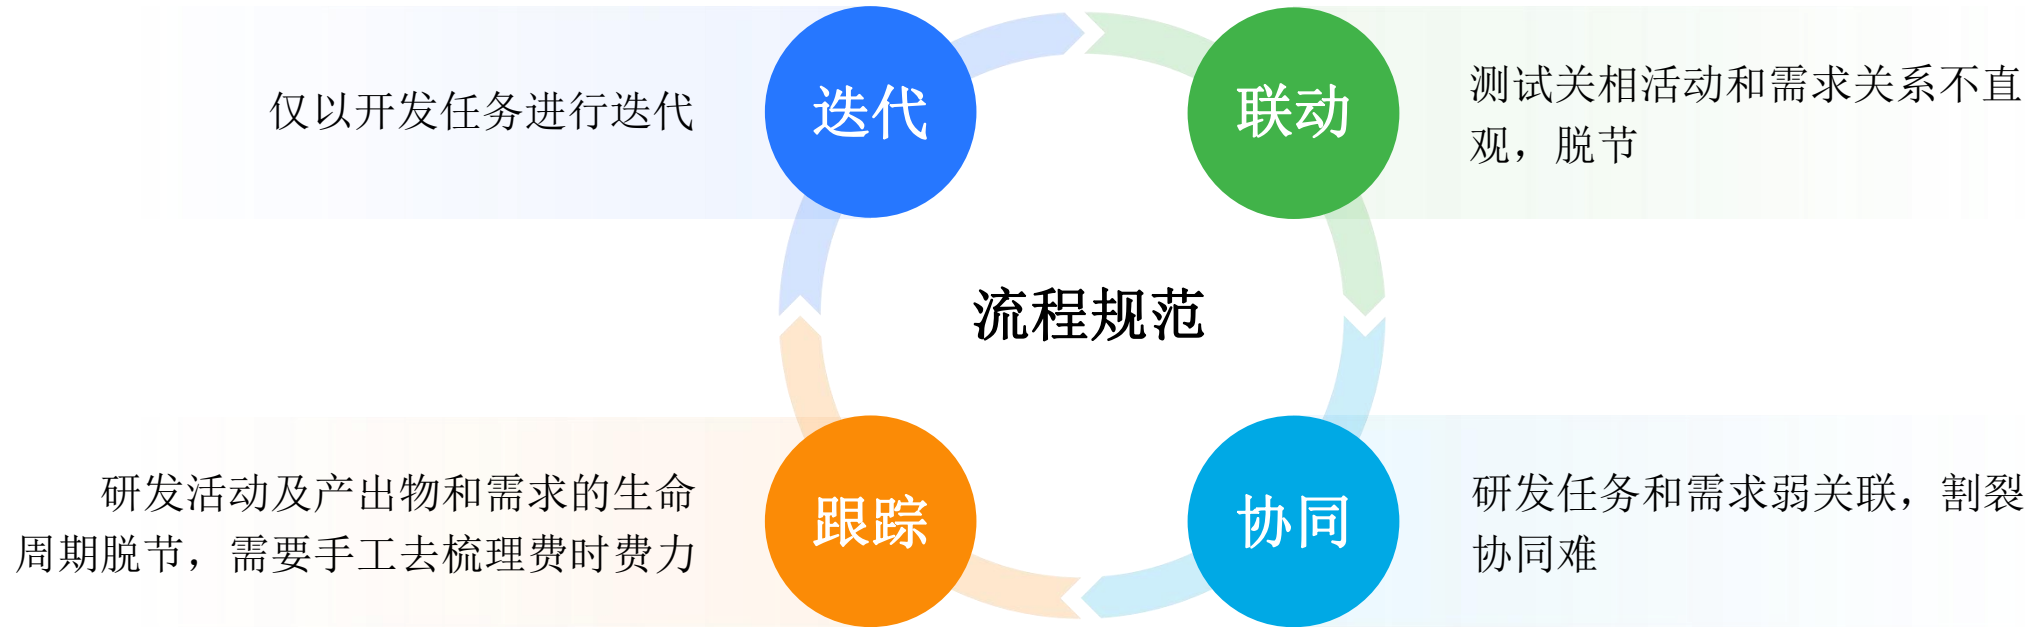 仅以开发任务进行迭代
迭代
联动
测试关相活动和需求关系不直
观，脱节
流程规范
研发活动及产出物和需求的生命
周期脱节，需要手工去梳理费时费力
跟踪
协同
研发任务和需求弱关联，割裂
协同难